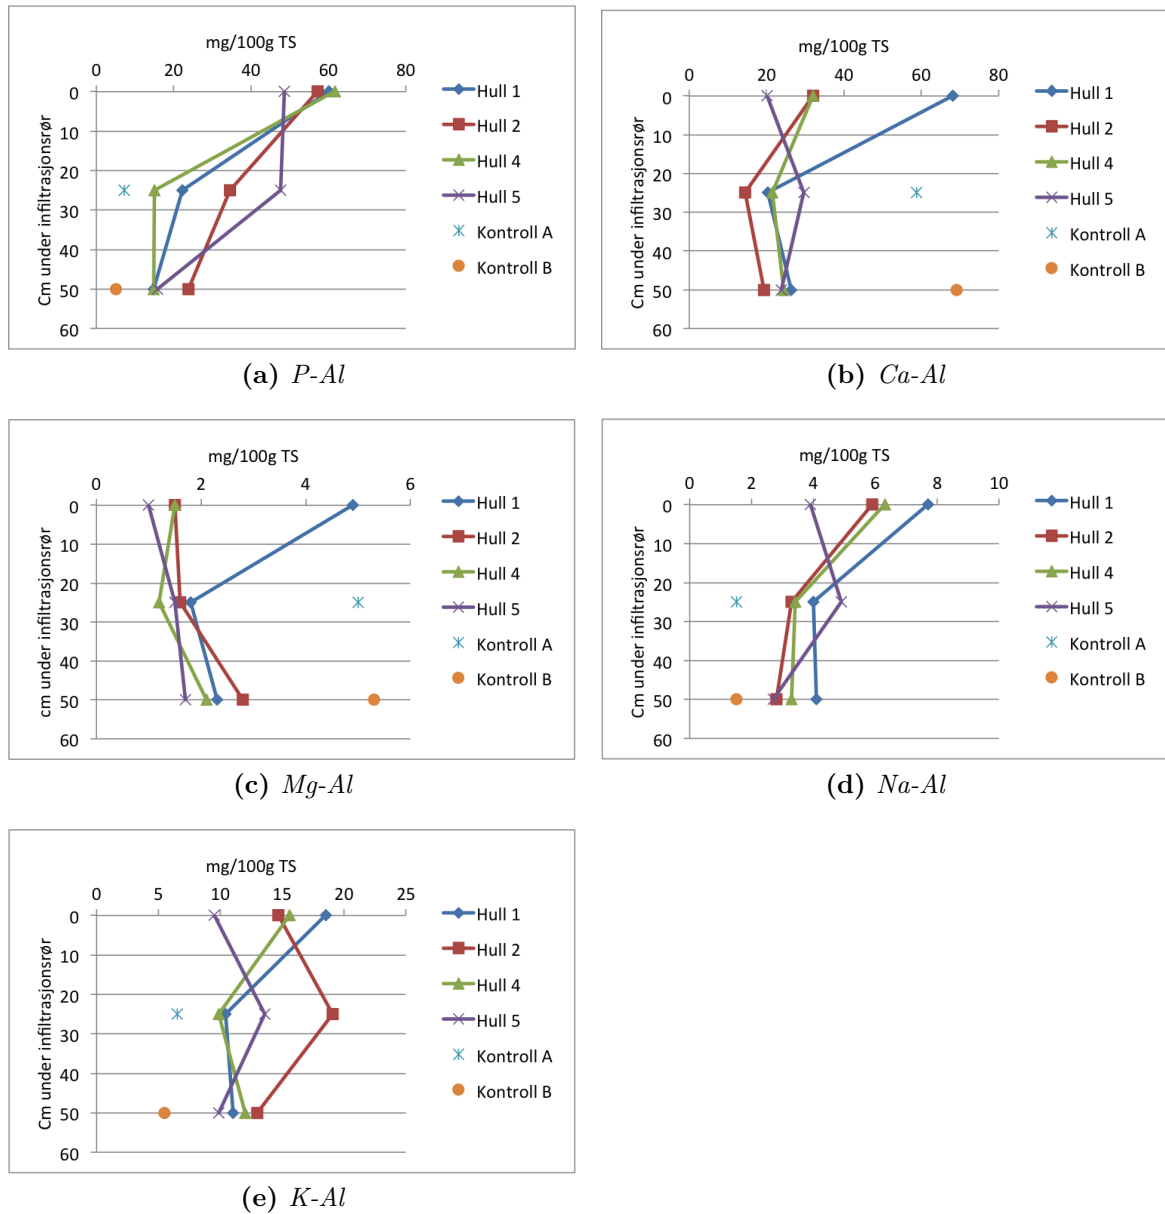 mg/100g TS
0 20 40 60 80
Cm under infiltrasjonsrør
0
10
20
30
40
50
60
Hull 1
Hull 2
Hull 4
Hull 5
Kontroll A
Kontroll B
(a) P-Al
mg/100g TS
0 20 40 60 80
Cm under infiltrasjonsrør
0
10
20
30
40
50
60
Hull 1
Hull 2
Hull 4
Hull 5
Kontroll A
Kontroll B
(b) Ca-Al
mg/100g TS
0 2 4 6
cm under infiltrasjonsrør
0
10
20
30
40
50
60
Hull 1
Hull 2
Hull 4
Hull 5
Kontroll A
Kontroll B
(c) Mg-Al
mg/100g TS
0 2 4 6 8 10
Cm under infiltrasjonsrør
0
10
20
30
40
50
60
Hull 1
Hull 2
Hull 4
Hull 5
Kontroll A
Kontroll B
(d) Na-Al
mg/100g TS
0 5 10 15 20 25
Cm under infiltrasjonsrør
0
10
20
30
40
50
60
Hull 1
Hull 2
Hull 4
Hull 5
Kontroll A
Kontroll B
(e) K-Al